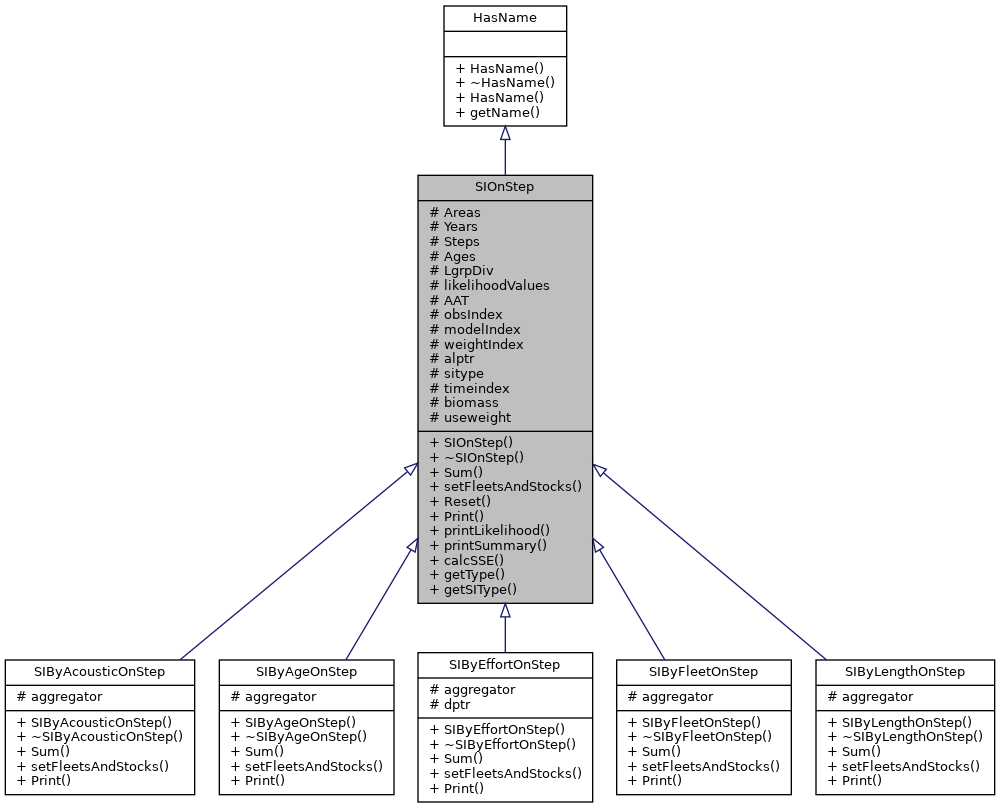 HasName
+ HasName()
+ ~HasName()
+ HasName()
+ getName()
SIOnStep
# Areas
# Years
# Steps
# Ages
# LgrpDiv
# likelihoodValues
# AAT
# obsIndex
# modelIndex
# weightIndex
# alptr
# sitype
# timeindex
# biomass
# useweight
+ SIOnStep()
+ ~SIOnStep()
+ Sum()
+ setFleetsAndStocks()
+ Reset()
+ Print()
+ printLikelihood()
+ printSummary()
+ calcSSE()
+ getType()
+ getSIType()
SIByAcousticOnStep
# aggregator
+ SIByAcousticOnStep()
+ ~SIByAcousticOnStep()
+ Sum()
+ setFleetsAndStocks()
+ Print()
SIByAgeOnStep
# aggregator
+ SIByAgeOnStep()
+ ~SIByAgeOnStep()
+ Sum()
+ setFleetsAndStocks()
+ Print()
SIByEffortOnStep
# aggregator
# dptr
+ SIByEffortOnStep()
+ ~SIByEffortOnStep()
+ Sum()
+ setFleetsAndStocks()
+ Print()
SIByFleetOnStep
# aggregator
+ SIByFleetOnStep()
+ ~SIByFleetOnStep()
+ Sum()
+ setFleetsAndStocks()
+ Print()
SIByLengthOnStep
# aggregator
+ SIByLengthOnStep()
+ ~SIByLengthOnStep()
+ Sum()
+ setFleetsAndStocks()
+ Print()